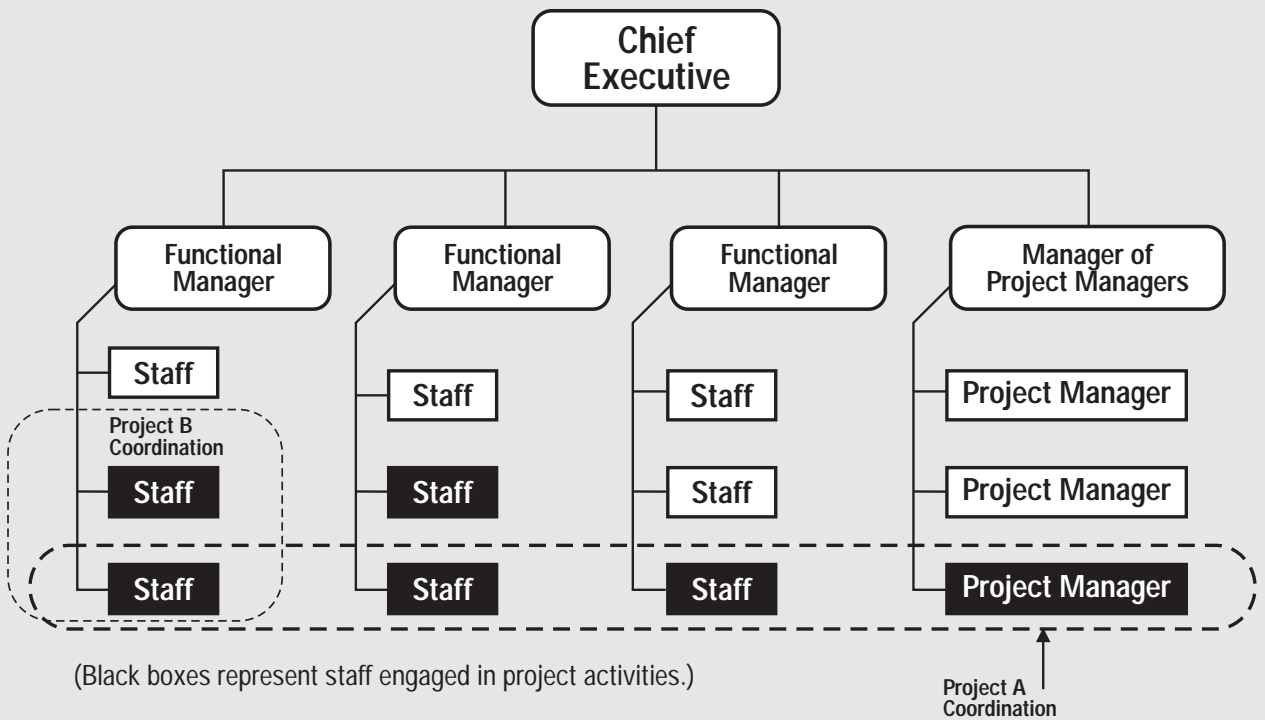 Chief
Executive
Functional
Manager
Functional
Manager
Functional
Manager
Manager of
Project Managers
Staff
Staff
Staff
Project Manager
Project B
Coordination
Staff
Staff
Staff
Project Manager
Staff
Staff
Staff
Project Manager
(Black boxes represent staff engaged in project activities.)
Project A
Coordination